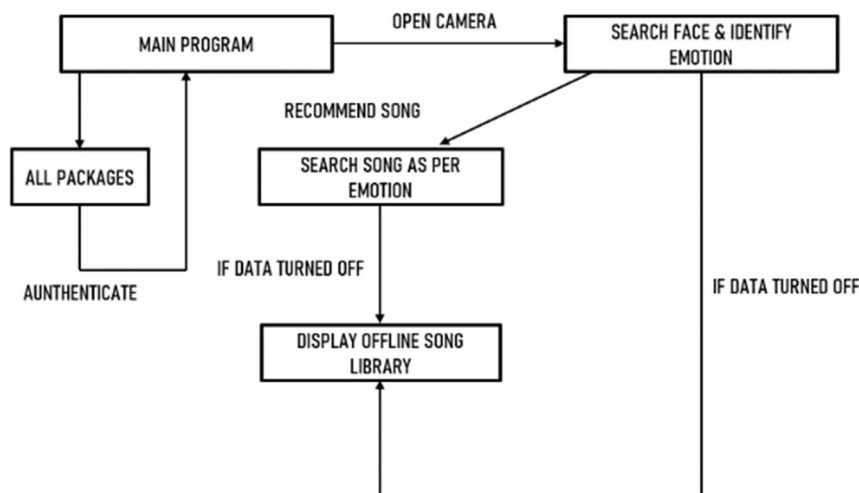 OPEN CAMERA
MAIN PROGRAM
SEARCH FACE & IDENTIFY
EMOTION
RECOMMEND SONG
ALL PACKAGES
SEARCH SONG AS PER
EMOTION
IF DATA TURNED OFF
AUNTHENTICATE
IF DATA TURNED OFF
DISPLAY OFFLINE SONG
LIBRARY